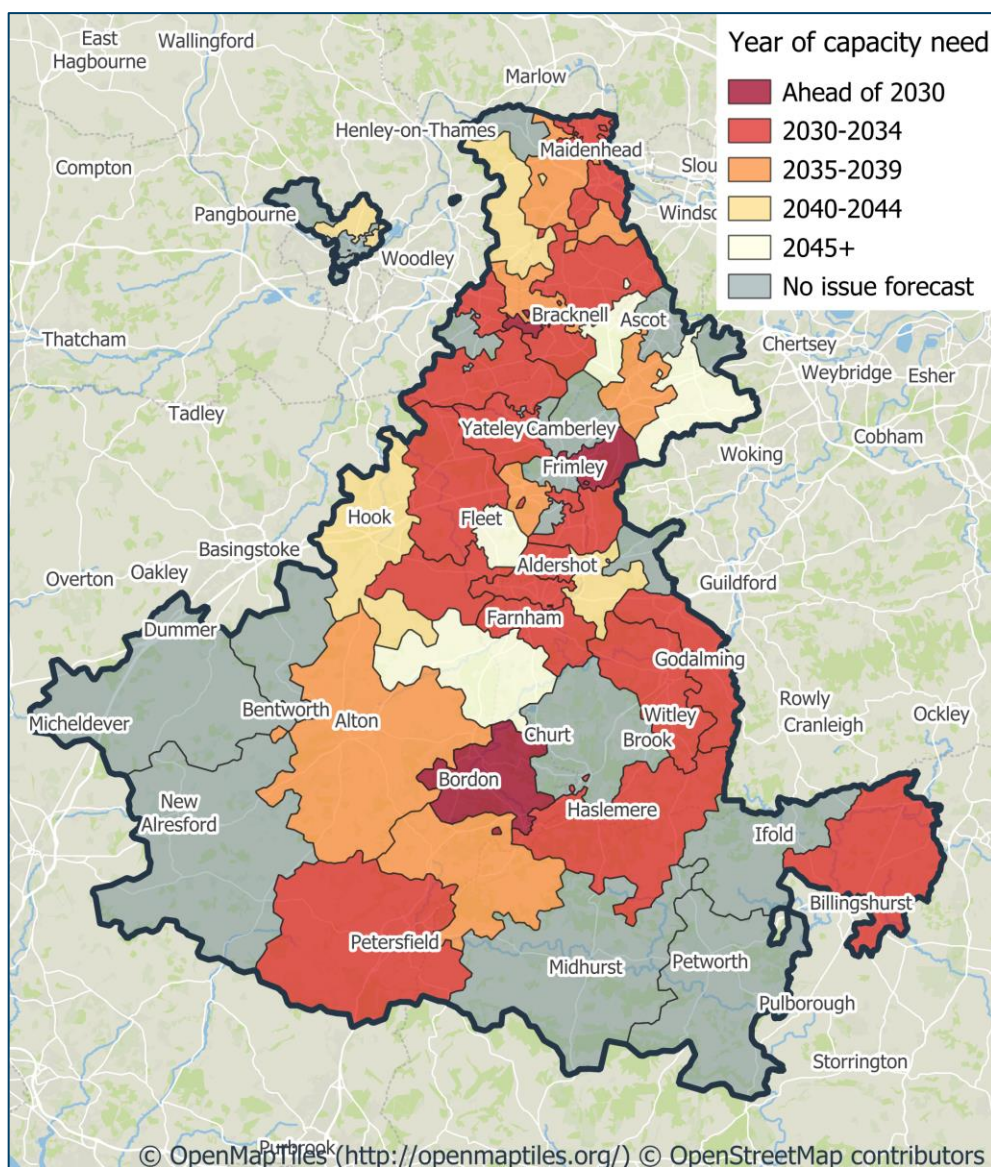 East
Hagbourne
Wallingford
Marlow
Year of capacity need
Ahead of 2030
2030-2034
2035-2039
2040-2044
2045+
No issue forecast
Henley-on-Thames
Maidenhead
Slou
Compton
Pangbourne
Windsc
Woodley
Bracknell
Ascot
Thatcham
Chertsey
Weybridge
Esher
Tadley
Yateley
Camberley
Cobham
Woking
Frimley
Hook
Fleet
Basingstoke
Overton
Oakley
Aldershot
Guildford
Dummer
Farnham
Godalming
Rowly
Micheldever
Bentworth
Alton
Churt
Witley
Brook
Cranleigh
Ockley
Bordon
New
Alresford
Haslemere
Ifold
Billingshurst
Petersfield
Midhurst
Petworth
Pulborough
Storrington
Purbrook
© OpenMapTiles (http://openmaptiles.org/) © OpenStreetMap contributors